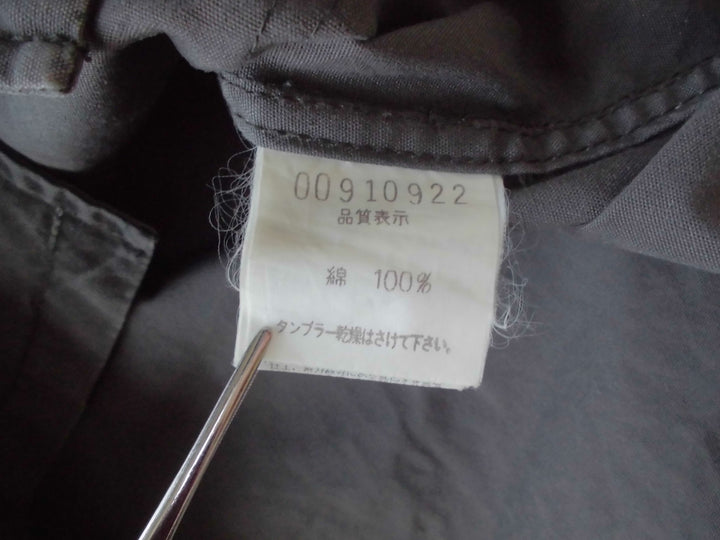 00910922
品質表示
綿 100%
タンブラー乾燥はさけて下さい。